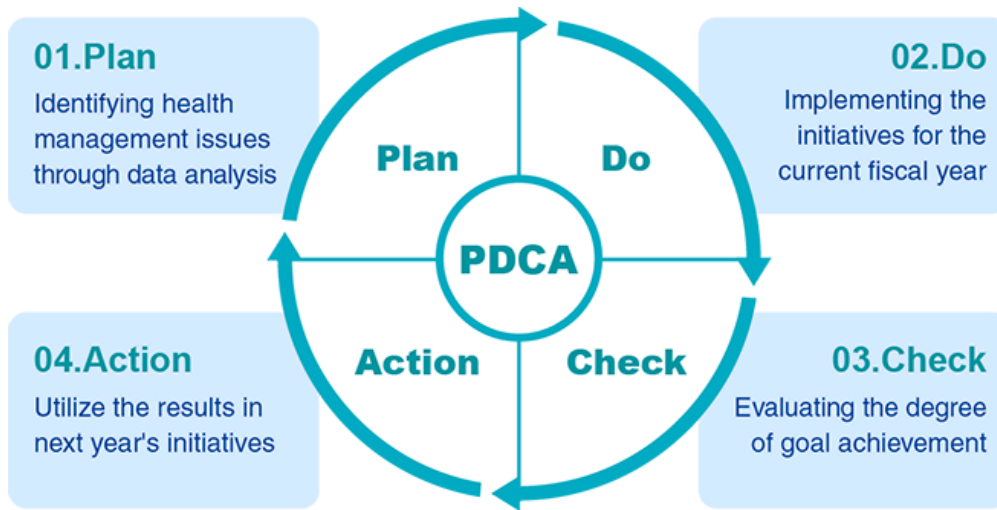 01.Plan
Identifying health
management issues
through data analysis
02.Do
Implementing the
initiatives for the
current fiscal year
Plan
Do
PDCA
Action
Check
04.Action
Utilize the results in
next year's initiatives
03.Check
Evaluating the degree
of goal achievement